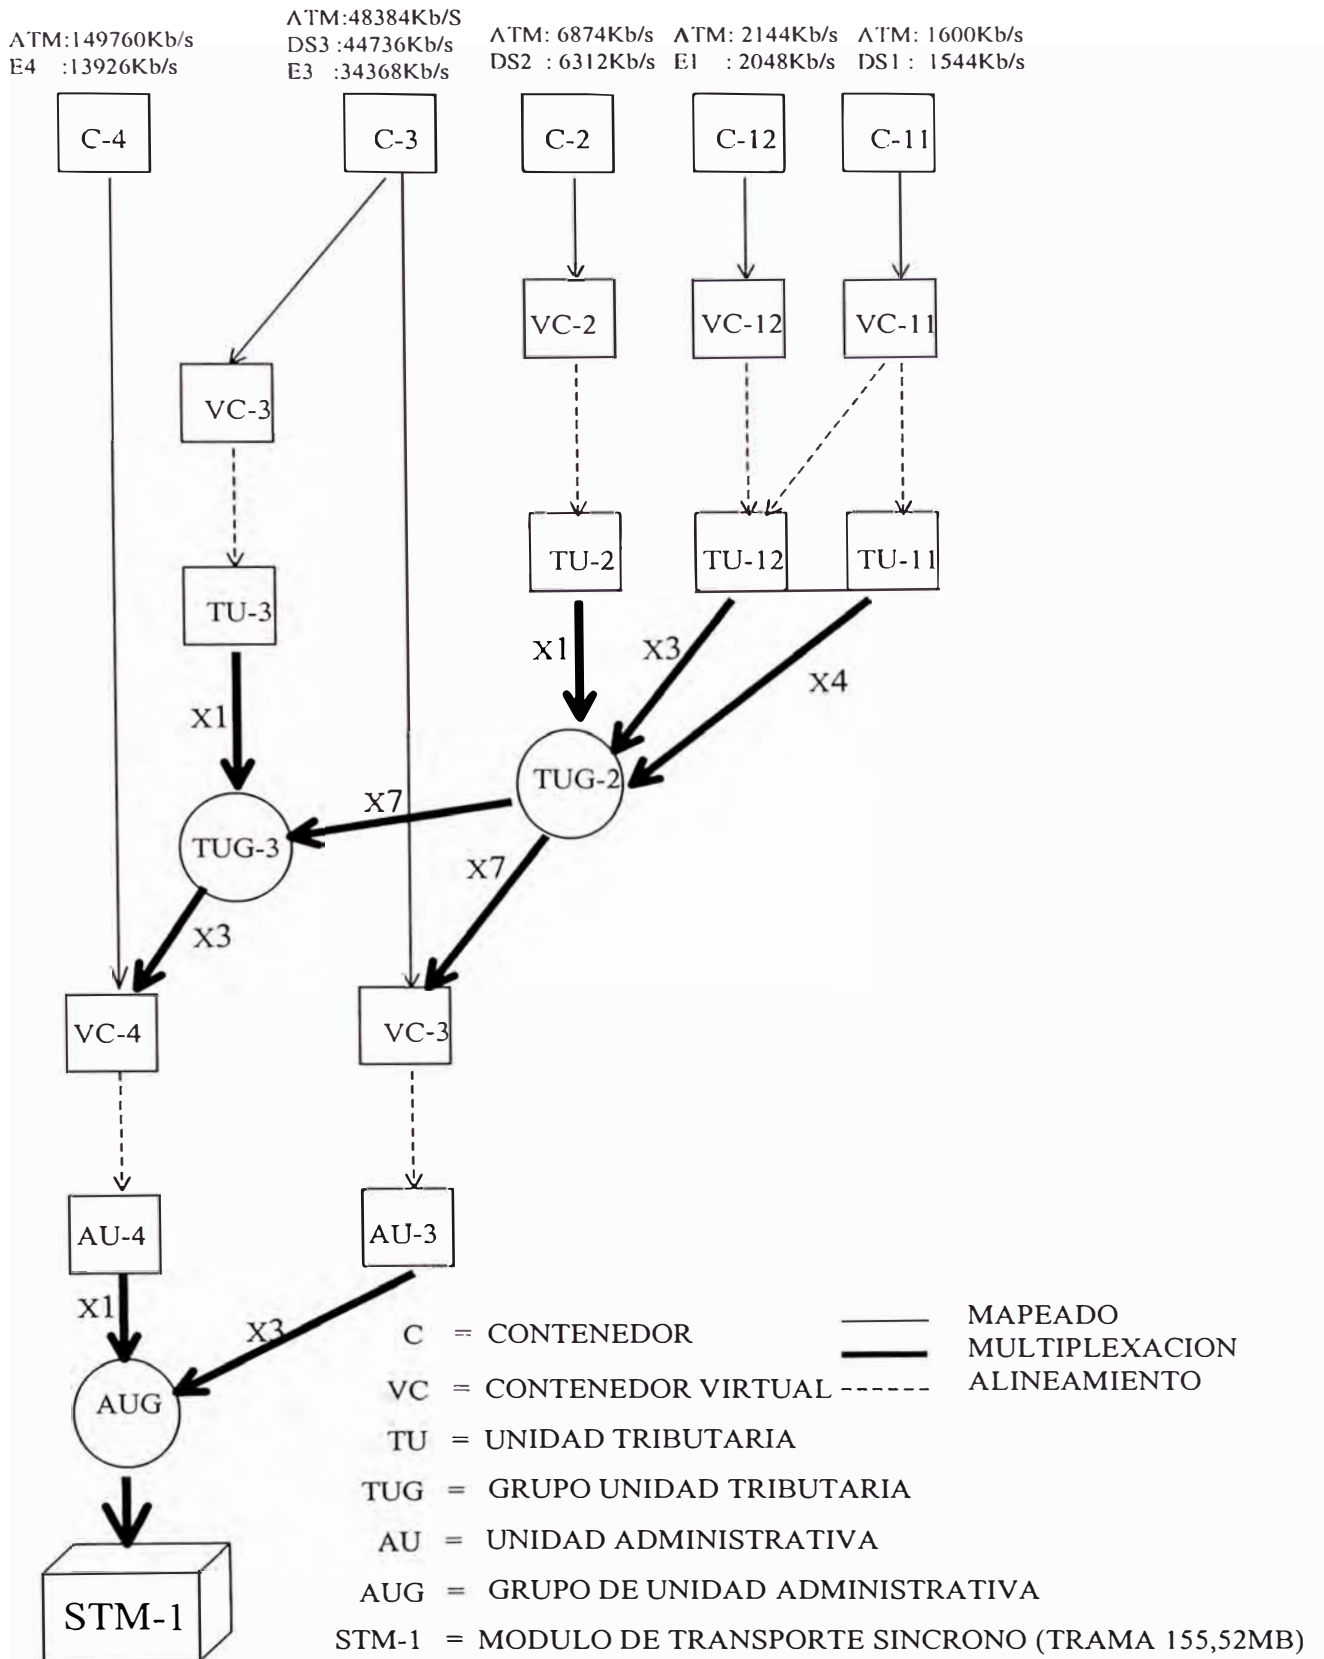 ATM:149760Kb/s
E4 :13926Kb/s
ATM:48384Kb/S
DS3 :44736Kb/s
E3 :34368Kb/s
ATM: 6874Kb/s
DS2 : 6312Kb/s
ATM: 2144Kb/s
E1 : 2048Kb/s
ATM: 1600Kb/s
DS1 : 1544Kb/s
C-4
C-3
C-2
C-12
C-11
VC-2
VC-12
VC-11
VC-3
TU-2
TU-12
TU-11
TU-3
X1
X3
X4
X1
TUG-2
X7
TUG-3
X7
X3
VC-4
VC-3
AU-4
AU-3
X1
X3
AUG
STM-1
C = CONTENEDOR
VC = CONTENEDOR VIRTUAL
TU = UNIDAD TRIBUTARIA
TUG = GRUPO UNIDAD TRIBUTARIA
AU = UNIDAD ADMINISTRATIVA
AUG = GRUPO DE UNIDAD ADMINISTRATIVA
STM-1 = MODULO DE TRANSPORTE SINCRONO (TRAMA 155,52MB)
MAPEADO
MULTIPLEXACION
ALINEAMIENTO